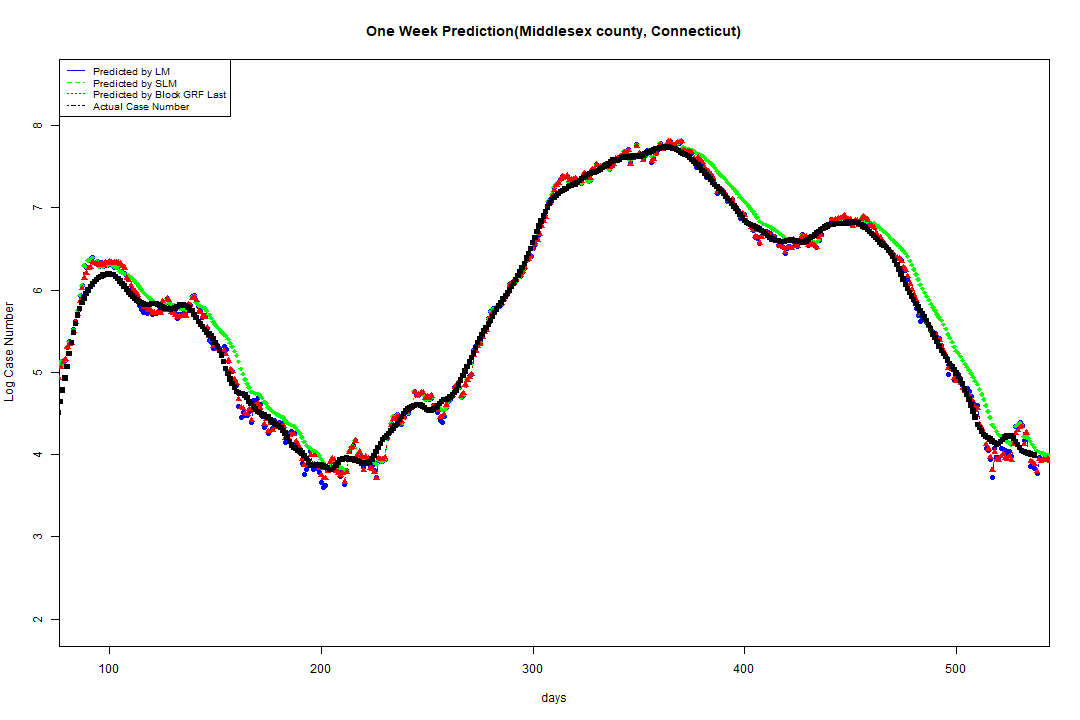 One Week Prediction(Middlesex county, Connecticut)
Predicted by LM
Predicted by SLM
Predicted by Block GRF Last
Actual Case Number
Log Case Number
8
7
6
5
4
3
2
100 200 300 400 500
days